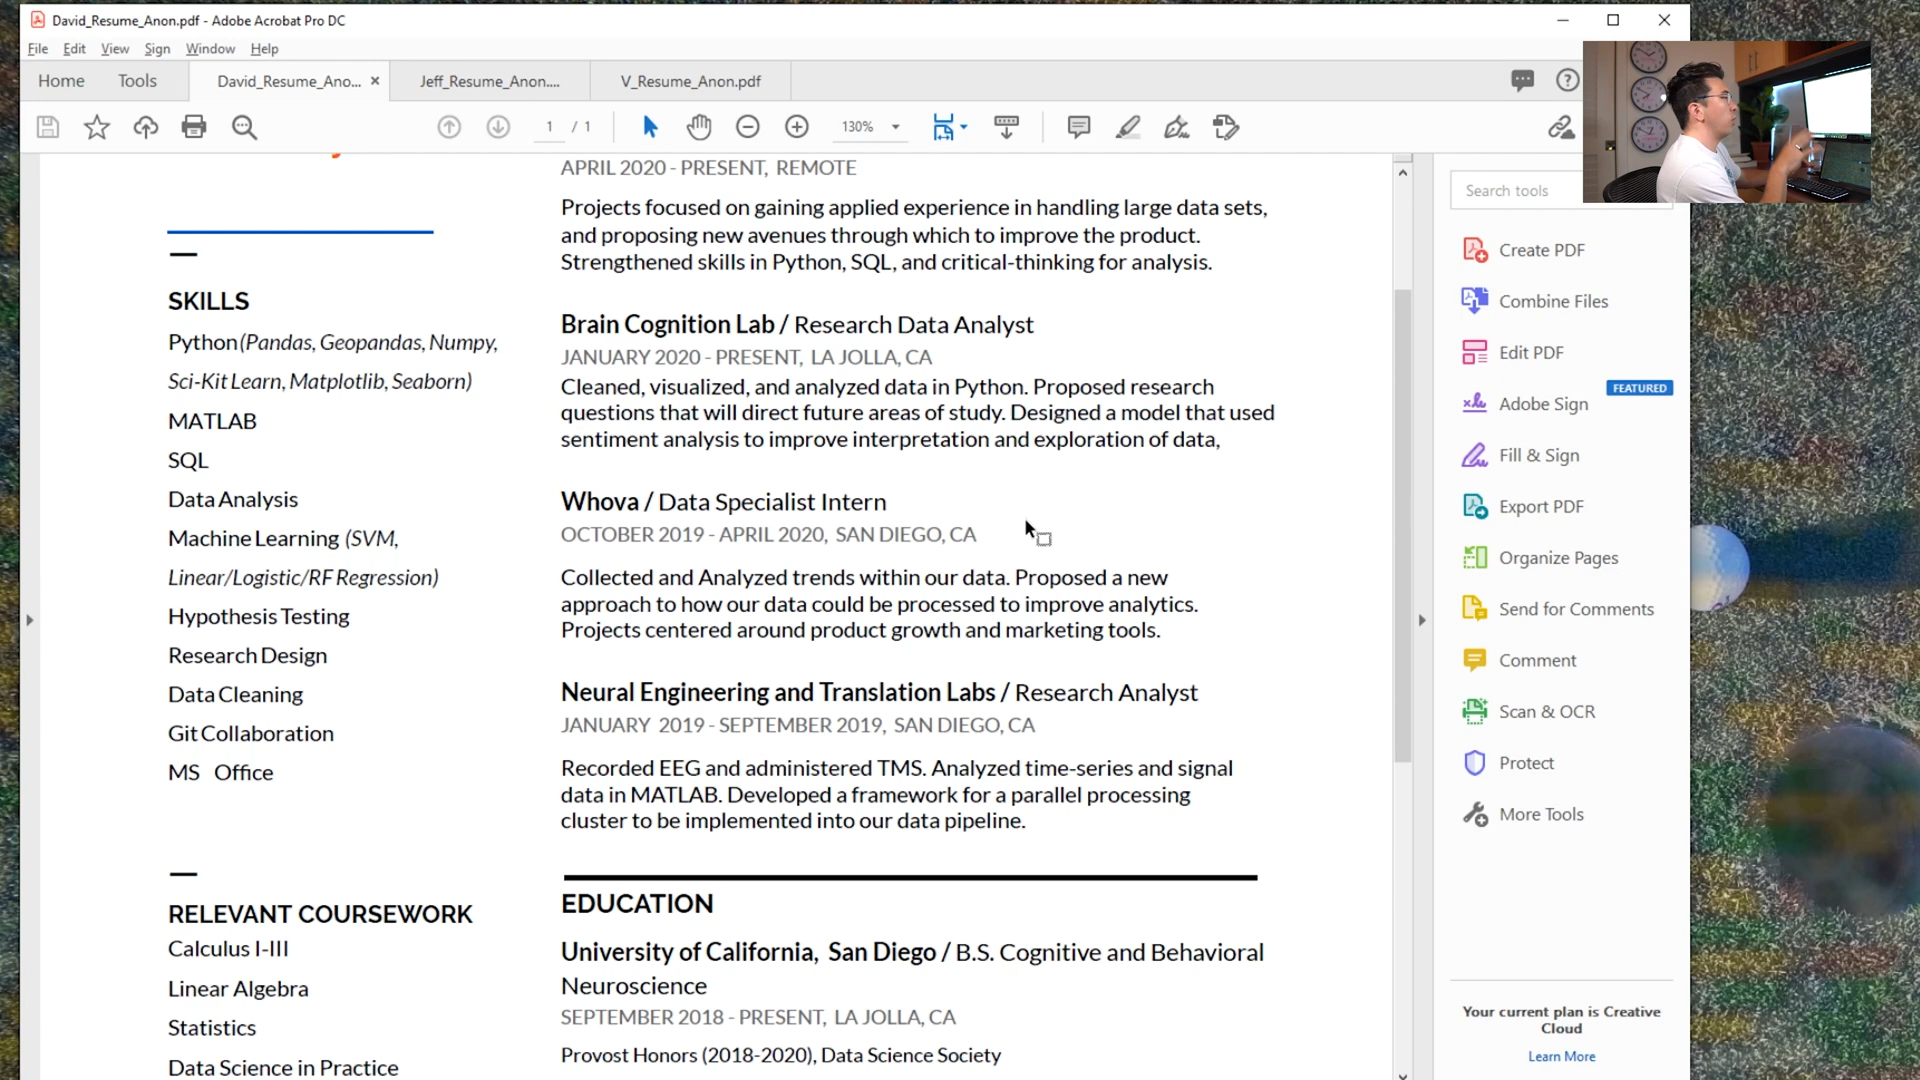 David_Resume_Anon.pdf - Adobe Acrobat Pro DC
File Edit View Sign Window Help
Home Tools David_Resume_Ano... × Jeff_Resume_Anon.... V_Resume_Anon.pdf
1 / 1 130%
APRIL 2020 - PRESENT, REMOTE
Projects focused on gaining applied experience in handling large data sets,
and proposing new avenues through which to improve the product.
Strengthened skills in Python, SQL, and critical-thinking for analysis.
Brain Cognition Lab / Research Data Analyst
JANUARY 2020 - PRESENT, LA JOLLA, CA
Cleaned, visualized, and analyzed data in Python. Proposed research
questions that will direct future areas of study. Designed a model that used
sentiment analysis to improve interpretation and exploration of data,
Whova / Data Specialist Intern
OCTOBER 2019 - APRIL 2020, SAN DIEGO, CA
Collected and Analyzed trends within our data. Proposed a new
approach to how our data could be processed to improve analytics.
Projects centered around product growth and marketing tools.
Neural Engineering and Translation Labs / Research Analyst
JANUARY 2019 - SEPTEMBER 2019, SAN DIEGO, CA
Recorded EEG and administered TMS. Analyzed time-series and signal
data in MATLAB. Developed a framework for a parallel processing
cluster to be implemented into our data pipeline.
EDUCATION
University of California, San Diego / B.S. Cognitive and Behavioral
Neuroscience
SEPTEMBER 2018 - PRESENT, LA JOLLA, CA
Provost Honors (2018-2020), Data Science Society
SKILLS
Python (Pandas, Geopandas, Numpy,
Sci-Kit Learn, Matplotlib, Seaborn)
MATLAB
SQL
Data Analysis
Machine Learning (SVM,
Linear/Logistic/RF Regression)
Hypothesis Testing
Research Design
Data Cleaning
Git Collaboration
MS Office
RELEVANT COURSEWORK
Calculus I-III
Linear Algebra
Statistics
Data Science in Practice
Search tools
Create PDF
Combine Files
Edit PDF
FEATURED
Adobe Sign
Fill & Sign
Export PDF
Organize Pages
Send for Comments
Comment
Scan & OCR
Protect
More Tools
Your current plan is Creative
Cloud
Learn More